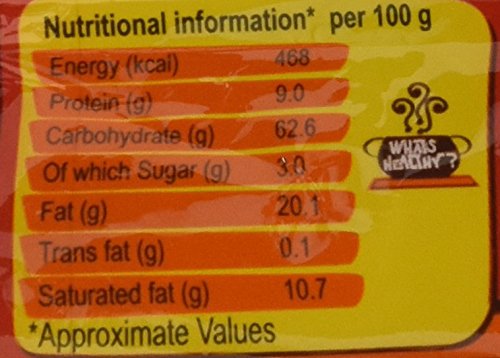 Nutritional information* per 100 g
Energy (kcal) 468
Protein (g) 9.0
Carbohydrate (g) 62.6
Of which Sugar (g) 3.0
Fat (g) 20.1
Trans fat (g) 0.1
Saturated fat (g) 10.7
*Approximate Values
WHATS
HEALTHY?